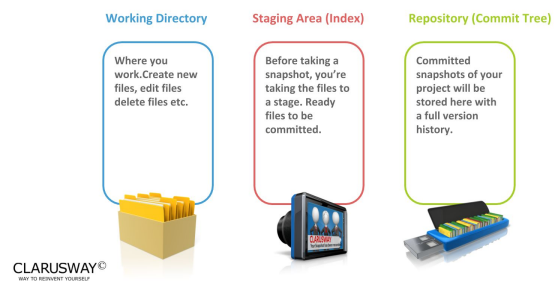 Working Directory
Staging Area (Index)
Repository (Commit Tree)
Where you
work.Create new
files, edit files
delete files etc.
Before taking a
snapshot, you're
taking the files to
a stage. Ready
files to be
committed.
Committed
snapshots of your
project will be
stored here with
a full version
history.
CLARUSWAY
CLARUSWAY©
WAY TO REINVENT YOURSELF